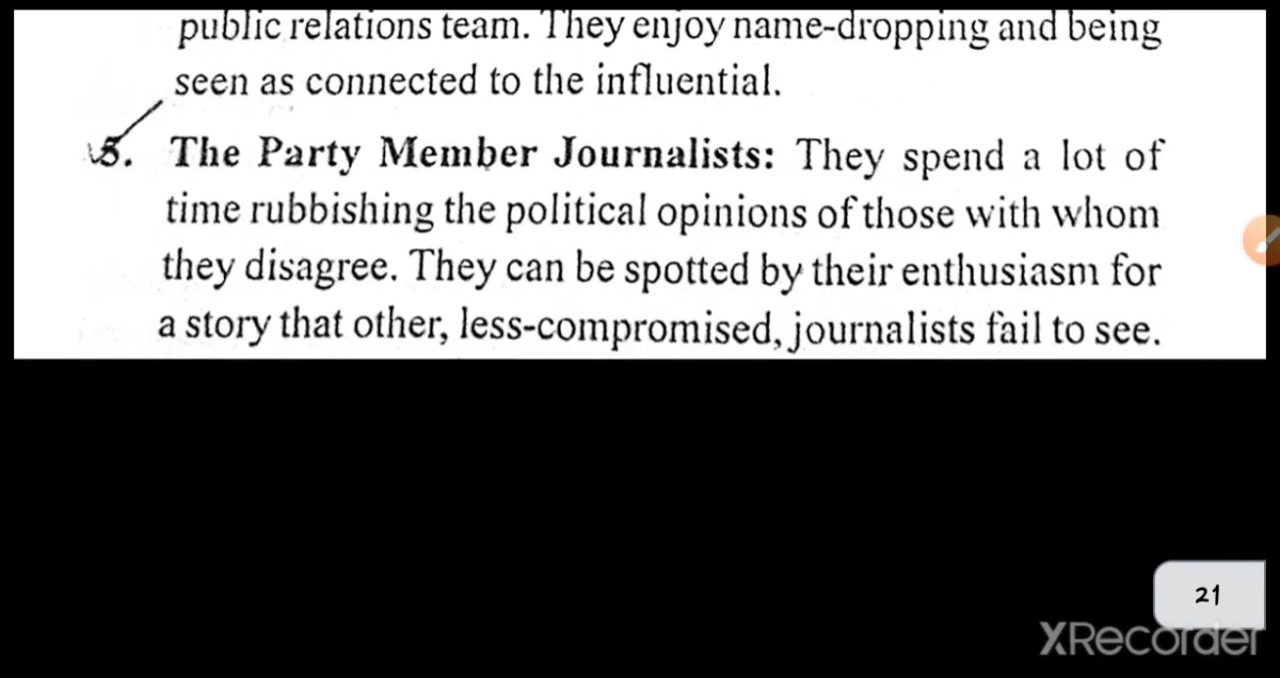 public relations team. They enjoy name-dropping and being
seen as connected to the influential.
5. The Party Member Journalists: They spend a lot of
time rubbishing the political opinions of those with whom
they disagree. They can be spotted by their enthusiasm for
a story that other, less-compromised, journalists fail to see.
21
XRecorder